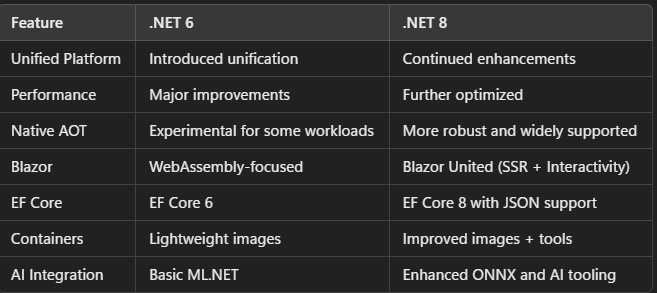 Feature .NET 6 .NET 8
Unified Platform Introduced unification Continued enhancements
Performance Major improvements Further optimized
Native AOT Experimental for some workloads More robust and widely supported
Blazor WebAssembly-focused Blazor United (SSR + Interactivity)
EF Core EF Core 6 EF Core 8 with JSON support
Containers Lightweight images Improved images + tools
AI Integration Basic ML.NET Enhanced ONNX and AI tooling